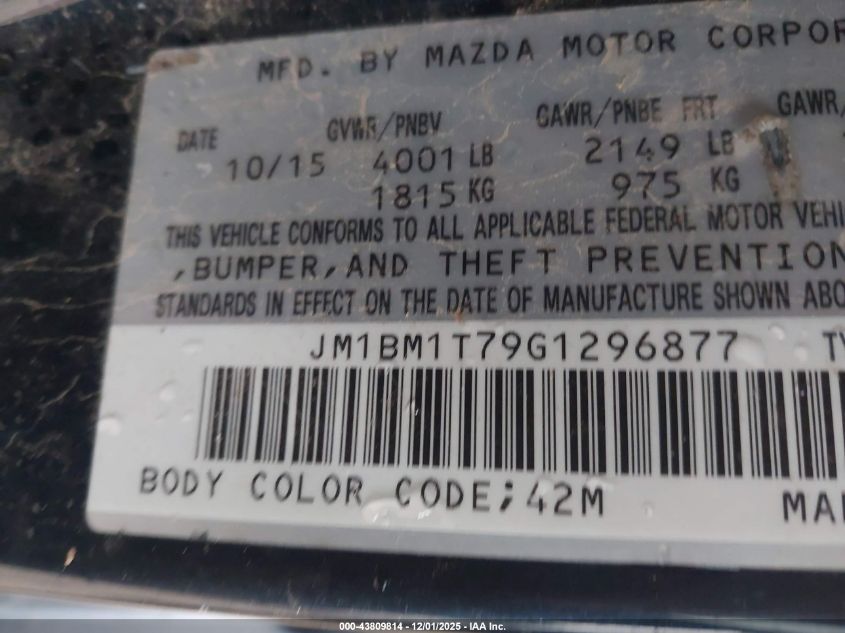 MFD. BY MAZDA MOTOR CORPOR
DATE GVWR/PNBV GAWR/PNBE FRT GAWR/
10/15 4001 LB 2149 LB
1815 KG 975 KG
THIS VEHICLE CONFORMS TO ALL APPLICABLE FEDERAL MOTOR VEHI
,BUMPER,AND THEFT PREVENTION
STANDARDS IN EFFECT ON THE DATE OF MANUFACTURE SHOWN ABO
JM1BM1T79G1296877 TY
BODY COLOR CODE;42M MA
000-43809814 - 12/01/2025 - IAA Inc.